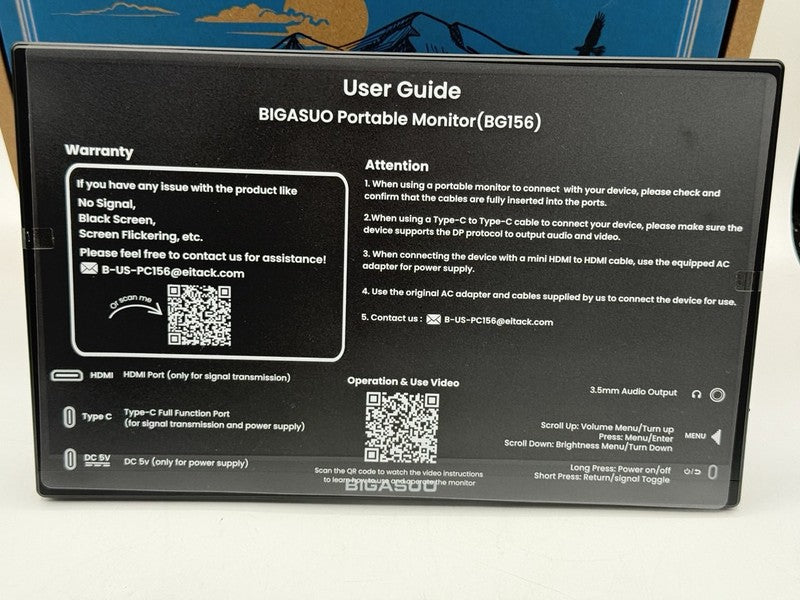 User Guide
BIGASUO Portable Monitor(BG156)
Warranty
If you have any issue with the product like
No Signal,
Black Screen,
Screen Flickering, etc.
Please feel free to contact us for assistance!
B-US-PC156@eitack.com
Or scan me
Attention
1. When using a portable monitor to connect with your device, please check and
confirm that the cables are fully inserted into the ports.
2.When using a Type-C to Type-C cable to connect your device, please make sure the
device supports the DP protocol to output audio and video.
3. When connecting the device with a mini HDMI to HDMI cable, use the equipped AC
adapter for power supply.
4. Use the original AC adapter and cables supplied by us to connect the device for use.
5. Contact us : B-US-PC156@eitack.com
HDMI HDMI Port (only for signal transmission)
Type C Type-C Full Function Port
(for signal transmission and power supply)
DC 5V DC 5v (only for power supply)
Operation & Use Video
Scan the QR code to watch the video instructions
to learn how to use and operate the monitor
BIGASUO
3.5mm Audio Output
Scroll Up: Volume Menu/Turn up
Press: Menu/Enter
Scroll Down: Brightness Menu/Turn Down
MENU
Long Press: Power on/off
Short Press: Return/signal Toggle